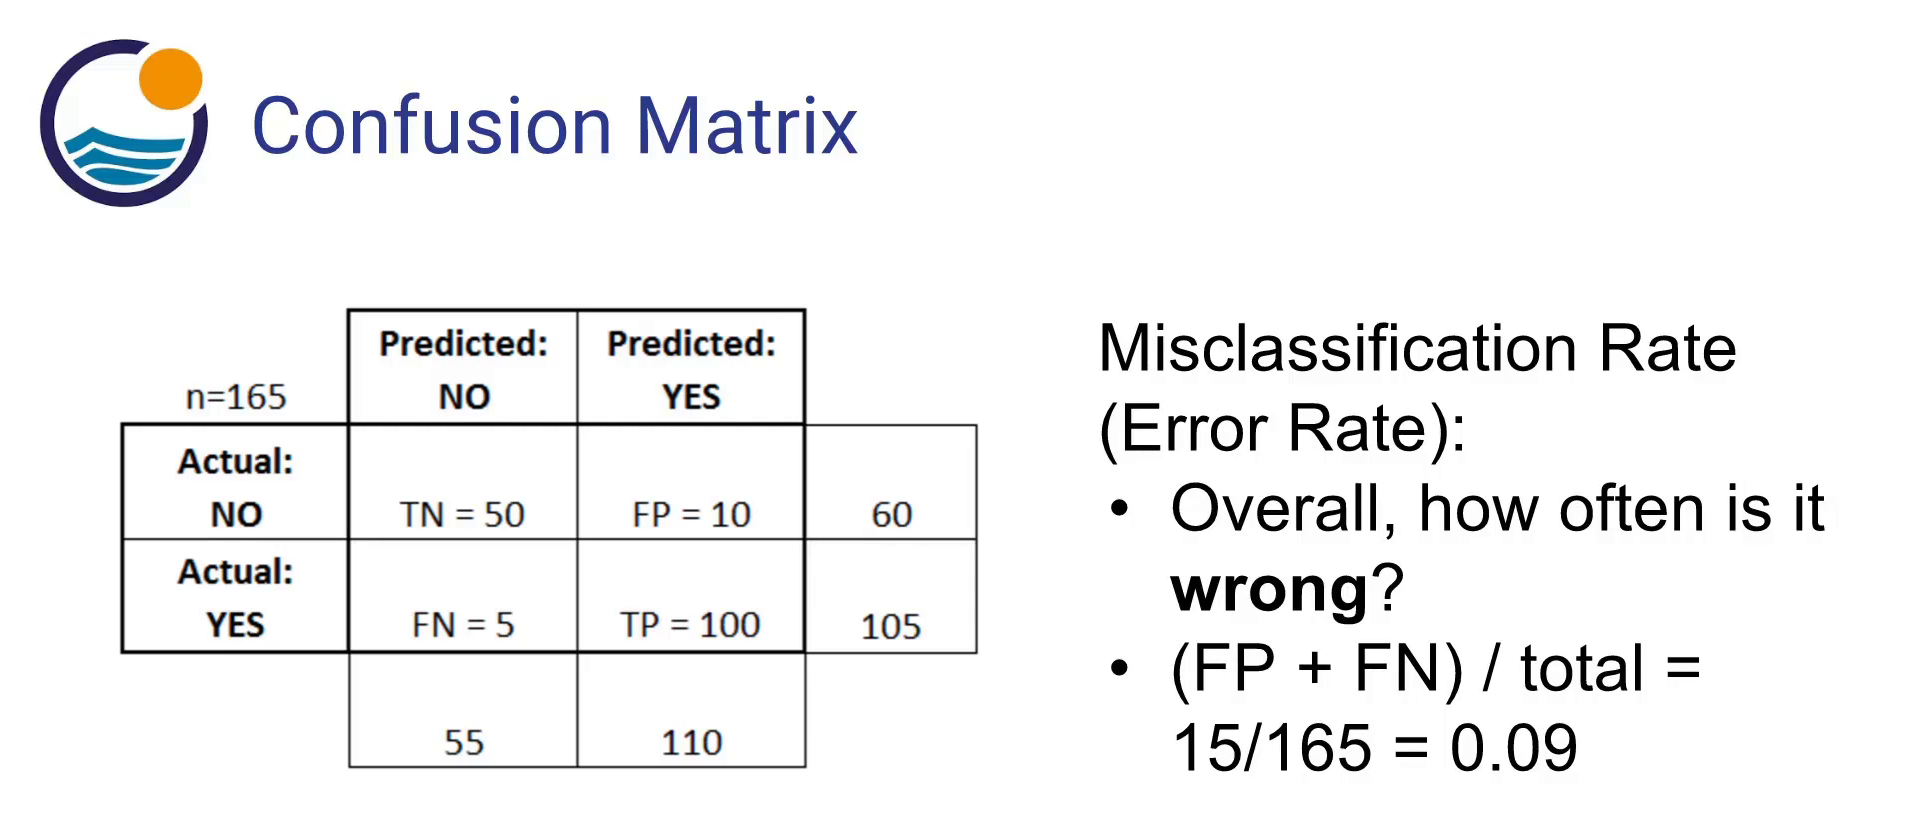 Confusion Matrix
Predicted: Predicted:
n=165 NO YES
Actual:
NO TN = 50 FP = 10 60
Actual:
YES FN = 5 TP = 100 105
55 110
Misclassification Rate
(Error Rate):
• Overall, how often is it
wrong?
• (FP + FN) / total =
15/165 = 0.09